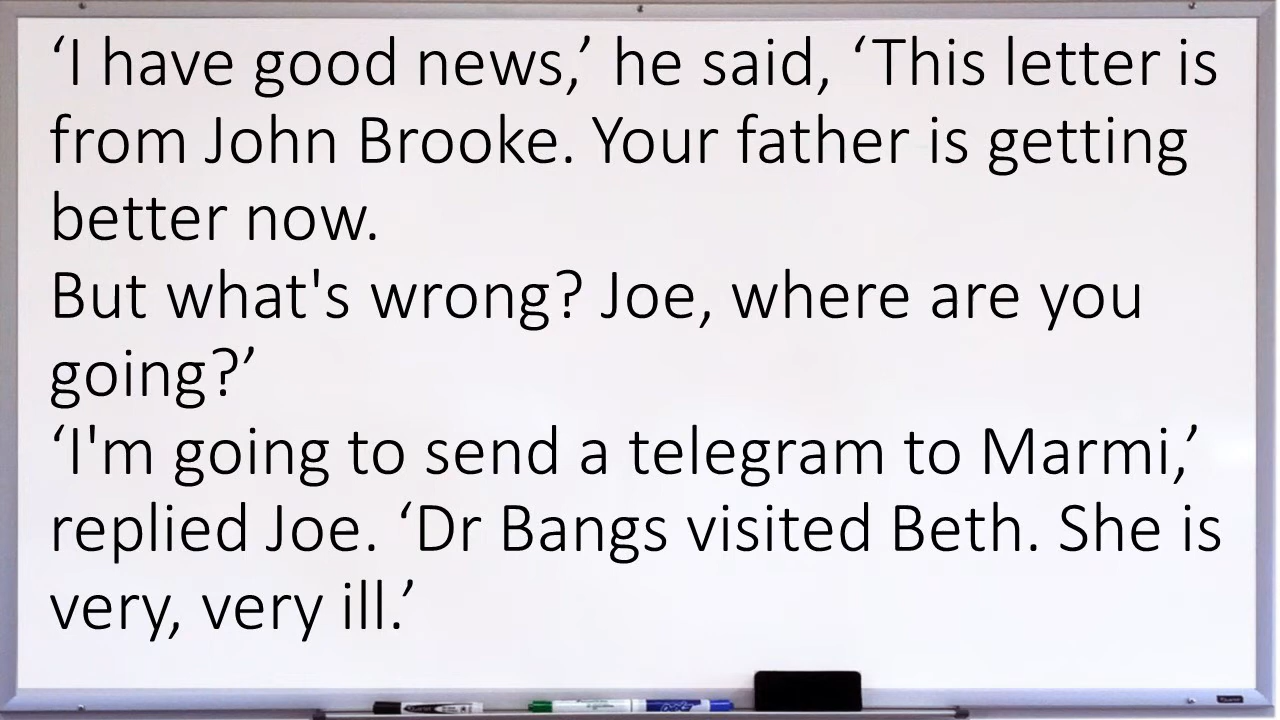 ‘I have good news,’ he said, ‘This letter is
from John Brooke. Your father is getting
better now.
But what's wrong? Joe, where are you
going?’
‘I'm going to send a telegram to Marmi,’
replied Joe. ‘Dr Bangs visited Beth. She is
very, very ill.’